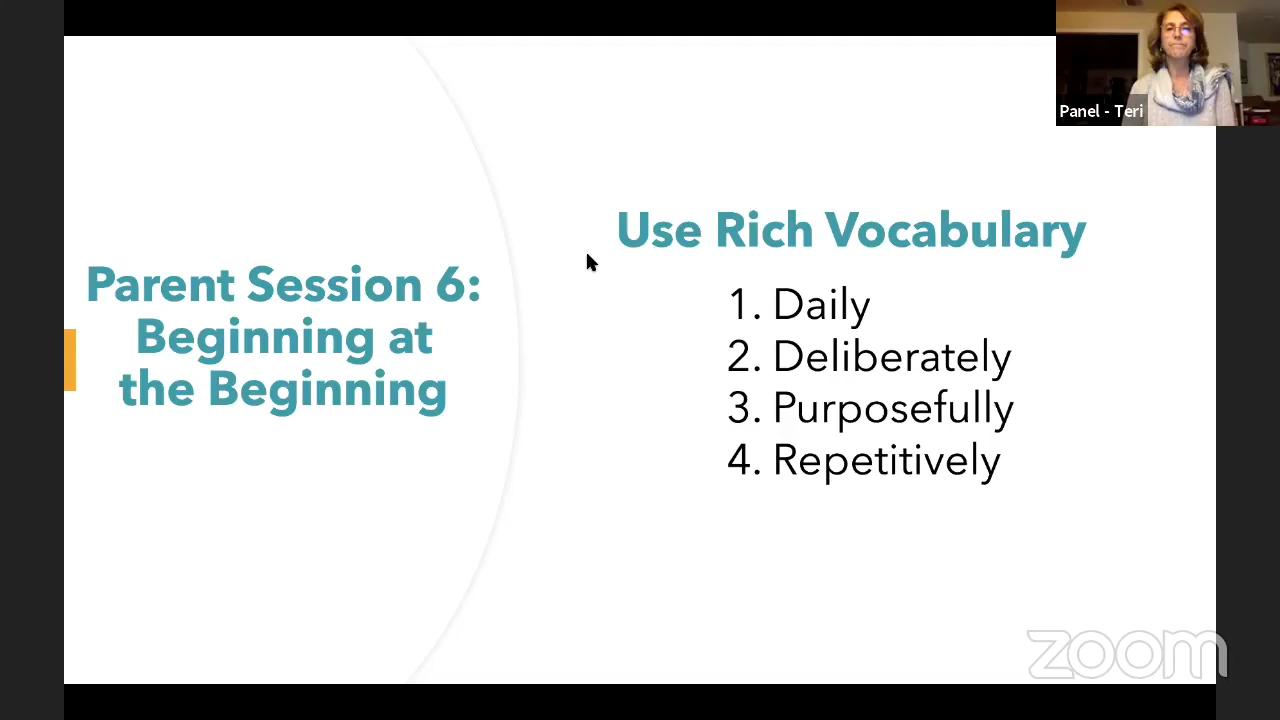 Panel - Teri
Parent Session 6:
Beginning at
the Beginning
Use Rich Vocabulary
1. Daily
2. Deliberately
3. Purposefully
4. Repetitively
zoom